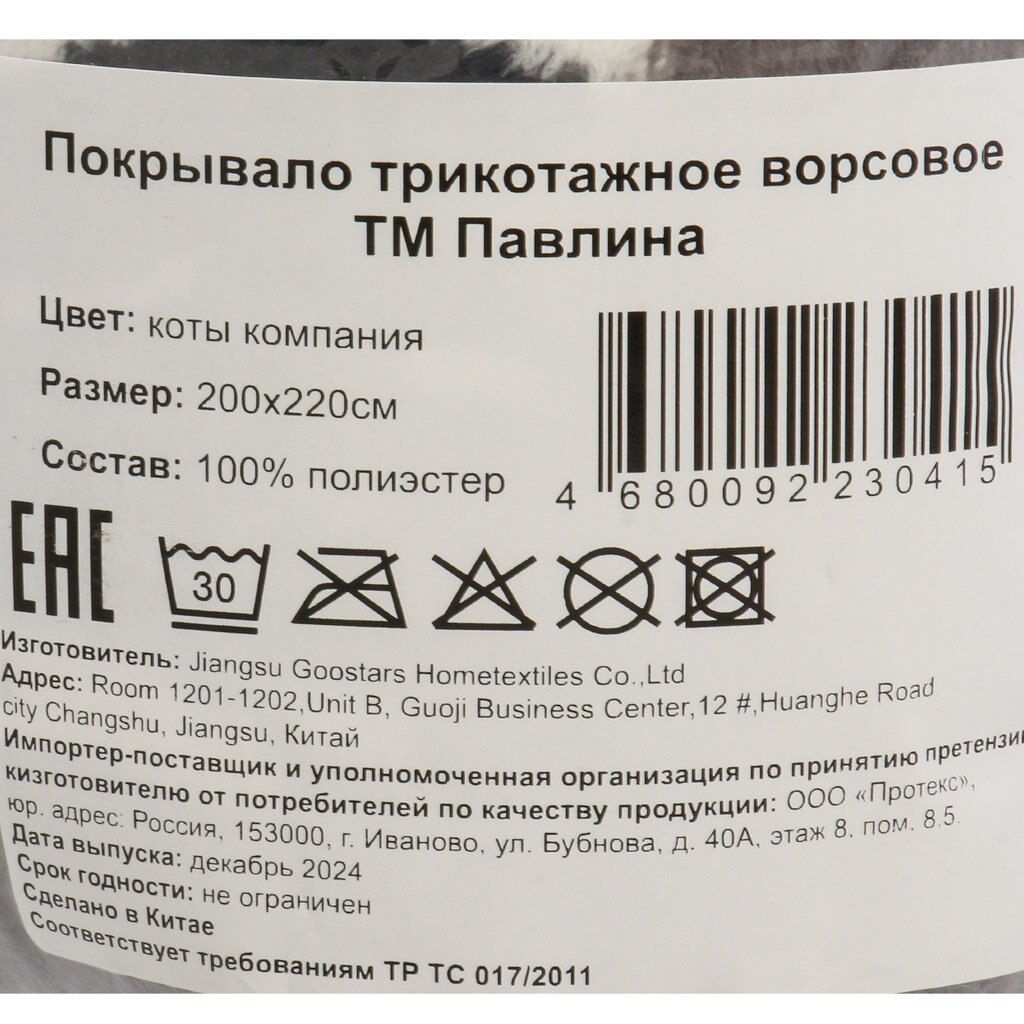 Покрывало трикотажное ворсовое
ТМ Павлина
Цвет: коты компания
Размер: 200х220см
Состав: 100% полиэстер
4 680092 230415
EAC
30
Изготовитель: Jiangsu Goostars Hometextiles Co.,Ltd
Адрес: Room 1201-1202,Unit B, Guoji Business Center,12 #,Huanghe Road
city Changshu, Jiangsu, Китай
Импортер-поставщик и уполномоченная организация по принятию претензи
кизготовителю от потребителей по качеству продукции: ООО «Протекс»,
юр. адрес: Россия, 153000, г. Иваново, ул. Бубнова, д. 40А, этаж 8, пом. 8.5.
Дата выпуска: декабрь 2024
Срок годности: не ограничен
Сделано в Китае
Соответствует требованиям ТР ТС 017/2011